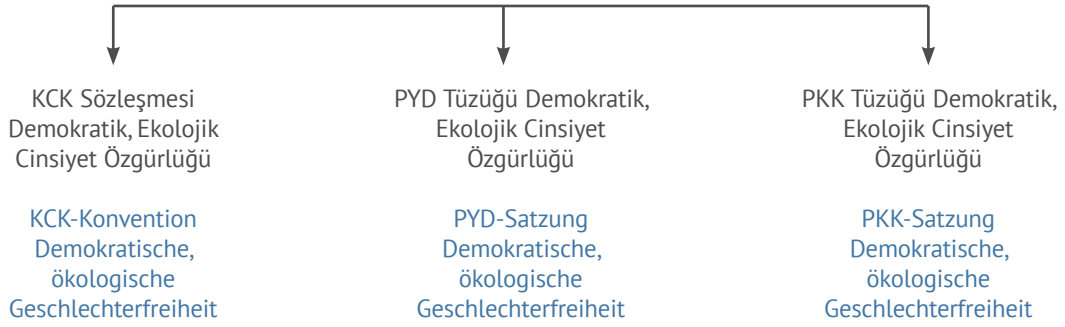 KCK Sözleşmesi
Demokratik, Ekolojik
Cinsiyet Özgürlüğü
KCK-Konvention
Demokratische,
ökologische
Geschlechterfreiheit
PYD Tüzüğü Demokratik,
Ekolojik Cinsiyet
Özgürlüğü
PYD-Satzung
Demokratische,
ökologische
Geschlechterfreiheit
PKK Tüzüğü Demokratik,
Ekolojik Cinsiyet
Özgürlüğü
PKK-Satzung
Demokratische,
ökologische
Geschlechterfreiheit